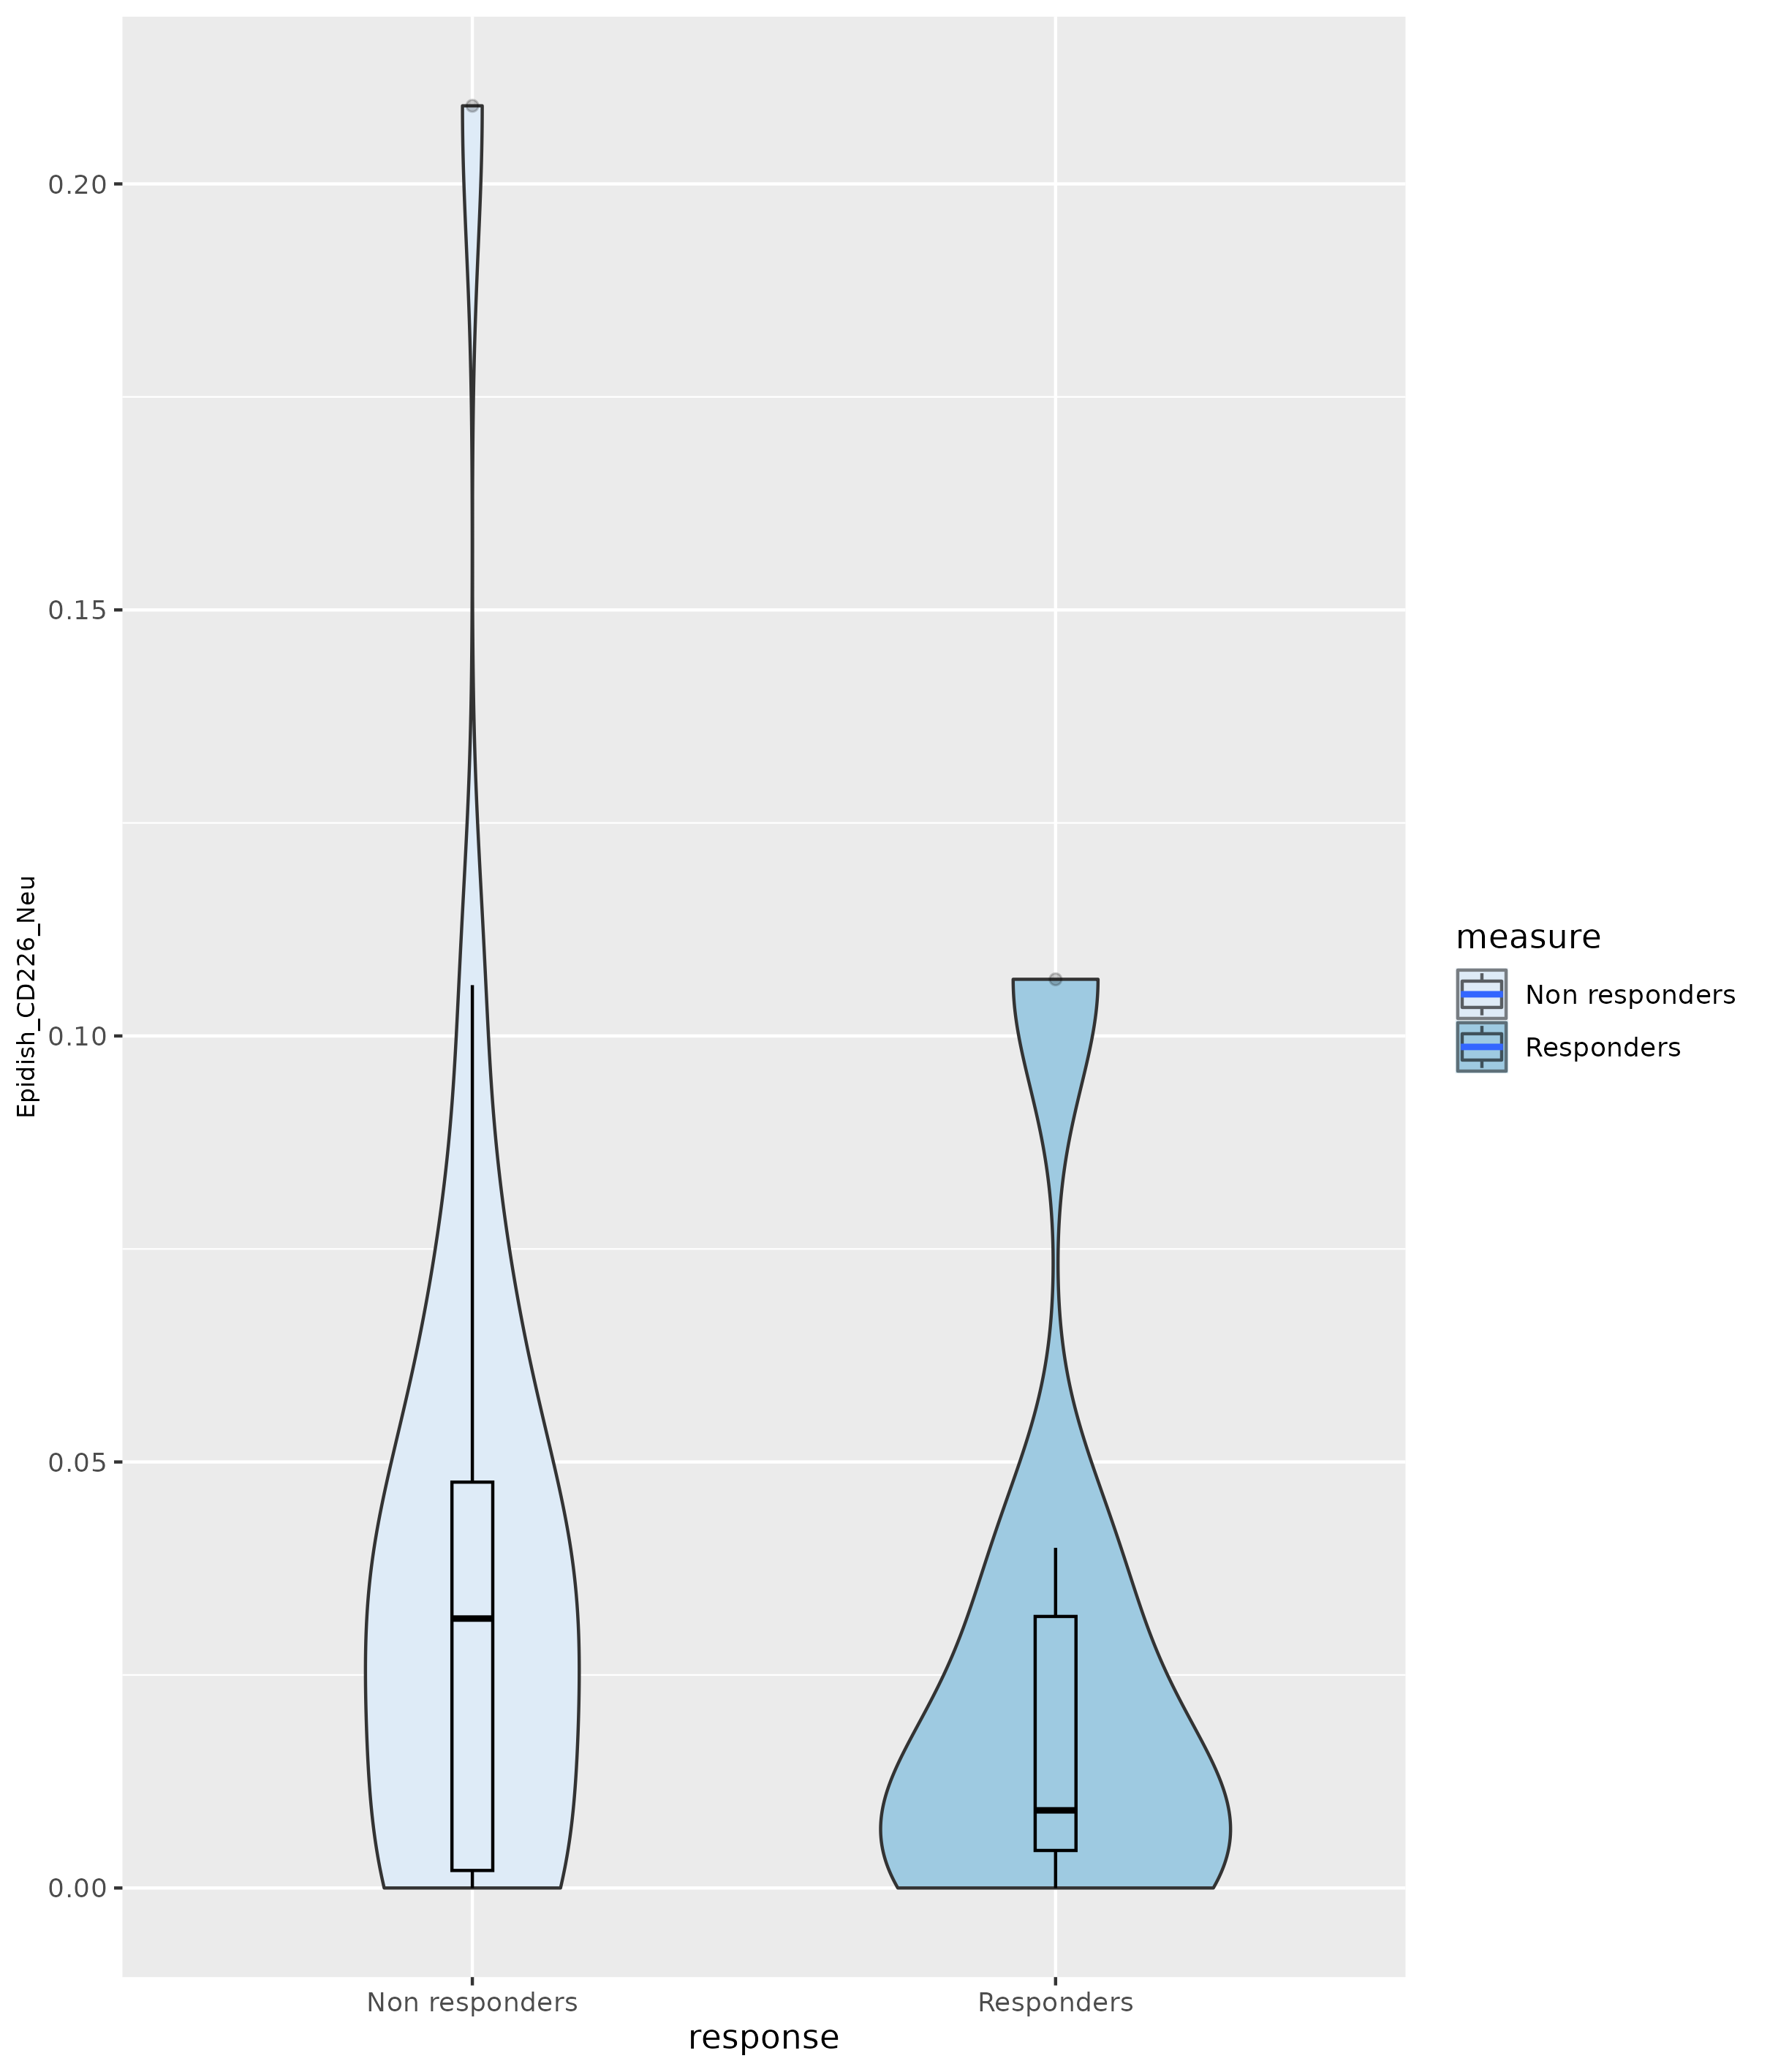 Epidish_CD226_Neu
0.20
0.15
0.10
0.05
0.00
Non responders
Responders
response
measure
Non responders
Responders